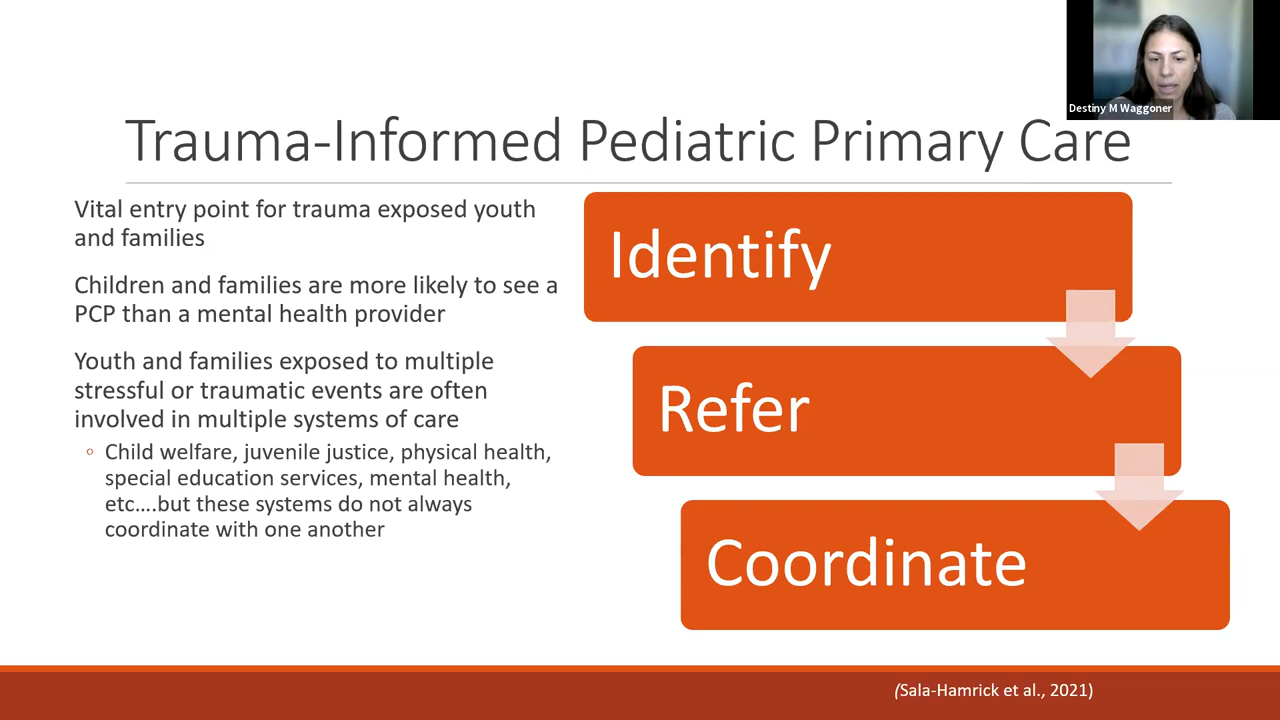 Destiny M Waggoner
Trauma-Informed Pediatric Primary Care
Vital entry point for trauma exposed youth
and families
Children and families are more likely to see a
PCP than a mental health provider
Youth and families exposed to multiple
stressful or traumatic events are often
involved in multiple systems of care
◦ Child welfare, juvenile justice, physical health,
special education services, mental health,
etc….but these systems do not always
coordinate with one another
Identify
Refer
Coordinate
(Sala-Hamrick et al., 2021)